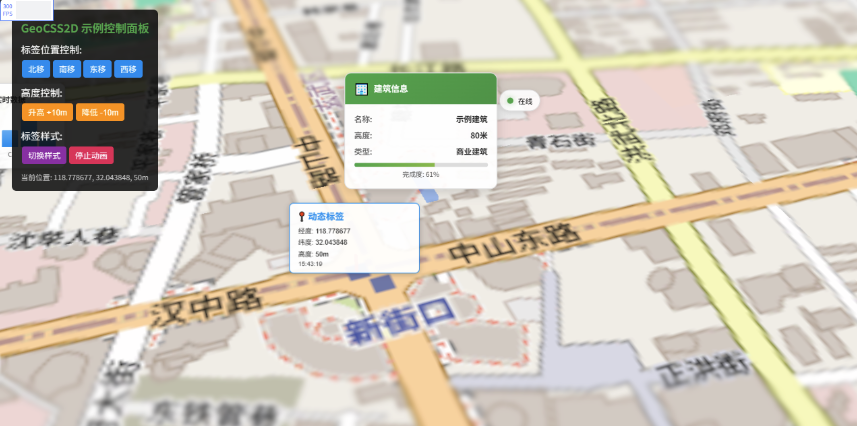 300
FPS
GeoCSS2D 示例控制面板
标签位置控制:
北移 南移 东移 西移
高度控制:
升高 +10m 降低 -10m
标签样式:
切换样式 停止动画
当前位置: 118.778677, 32.043848, 50m
建筑信息
在线
名称: 示例建筑
高度: 80米
类型: 商业建筑
完成度: 61%
动态标签
经度: 118.778677
纬度: 32.043848
高度: 50m
15:43:19
中山路
青石街
中山东路
沈举人巷
汉中路
新街口
正洪街